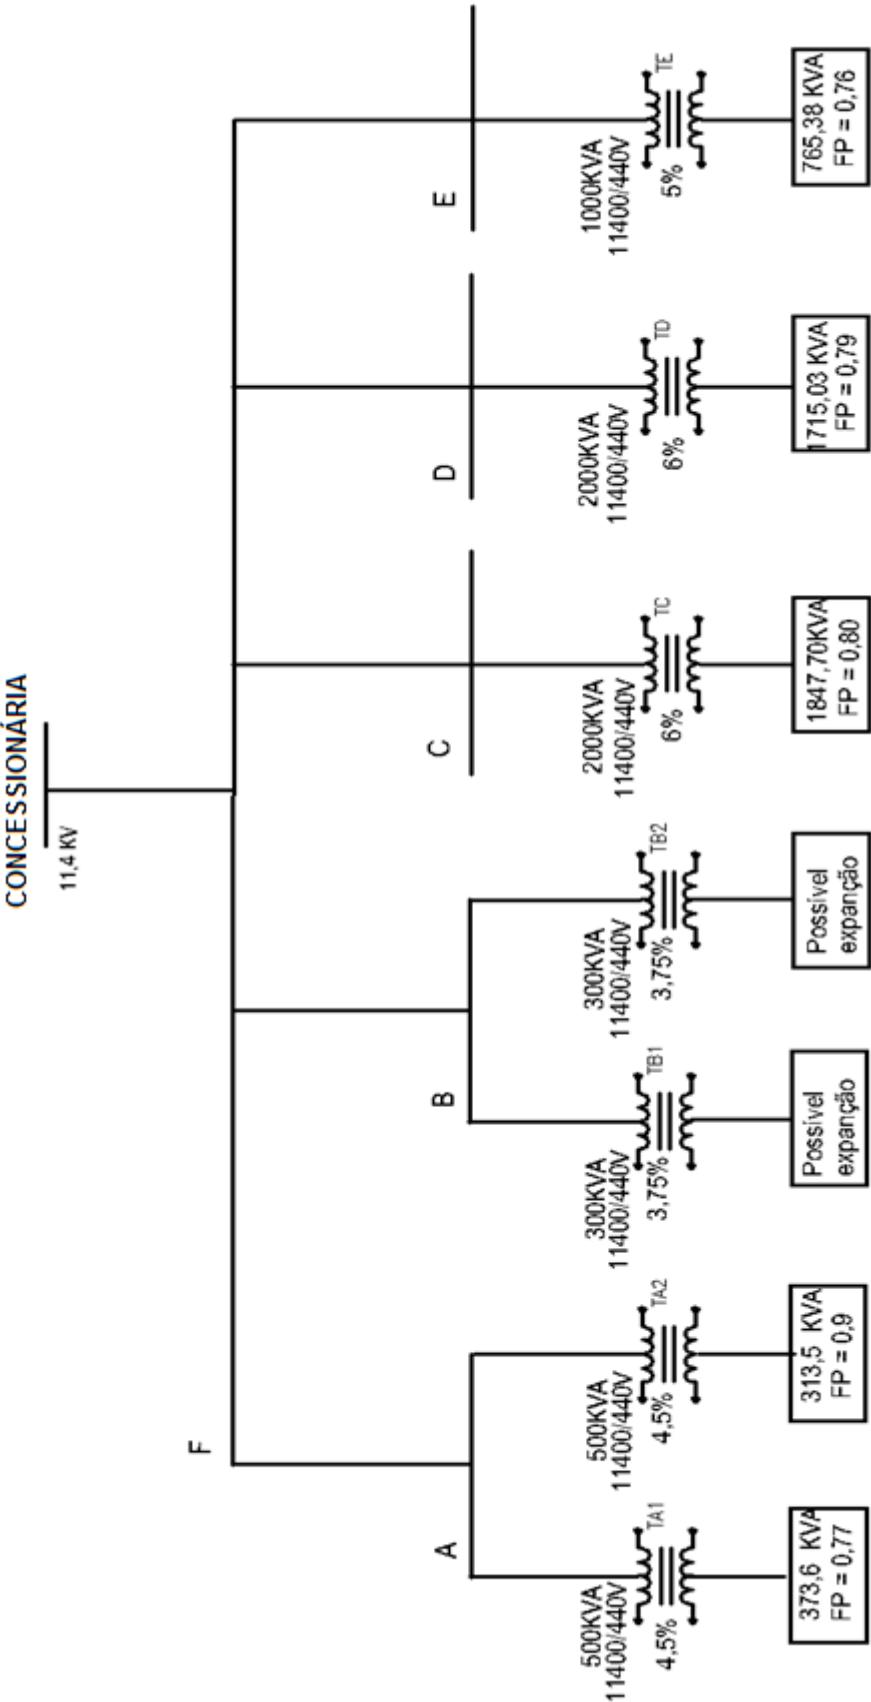 CONCESSIONÁRIA
11,4 KV
F
A
B
C
D
E
500KVA
11400/440V
4,5%
TA1
500KVA
11400/440V
4,5%
TA2
300KVA
11400/440V
3,75%
TB1
300KVA
11400/440V
3,75%
TB2
2000KVA
11400/440V
6%
TC
2000KVA
11400/440V
6%
TD
1000KVA
11400/440V
5%
TE
373,6 KVA
FP = 0,77
313,5 KVA
FP = 0,9
Possível
expanção
Possível
expanção
1847,70KVA
FP = 0,80
1715,03 KVA
FP = 0,79
765,38 KVA
FP = 0,76